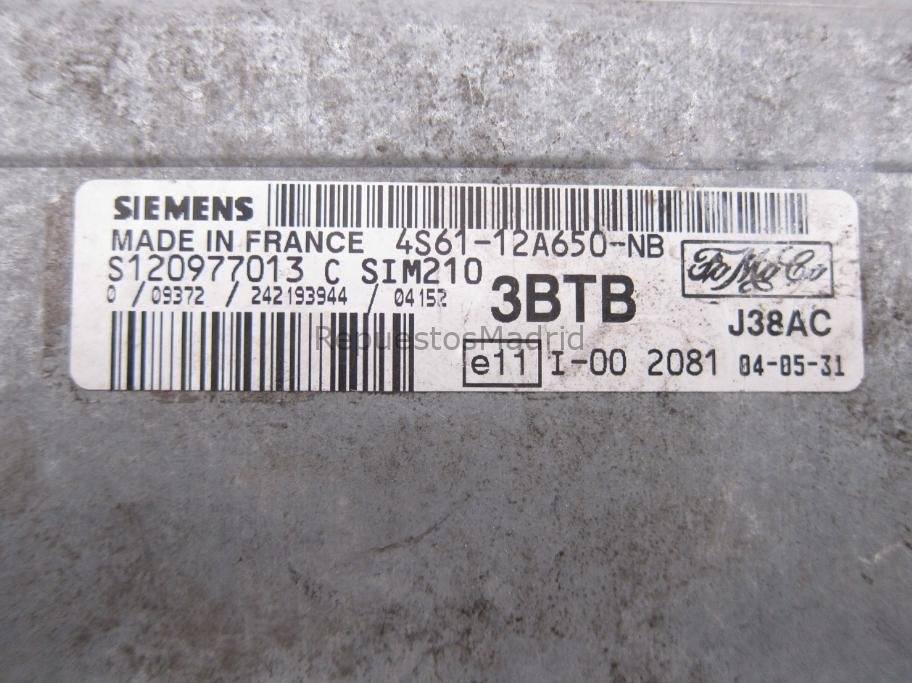 SIEMENS
MADE IN FRANCE 4S61-12A650-NB
S120977013 C SIM210
FoMoCo
0 / 09372 / 242193944 / 04152
3BTB
J38AC
RepuestosMadrid
e11 I-00 2081 04-05-31